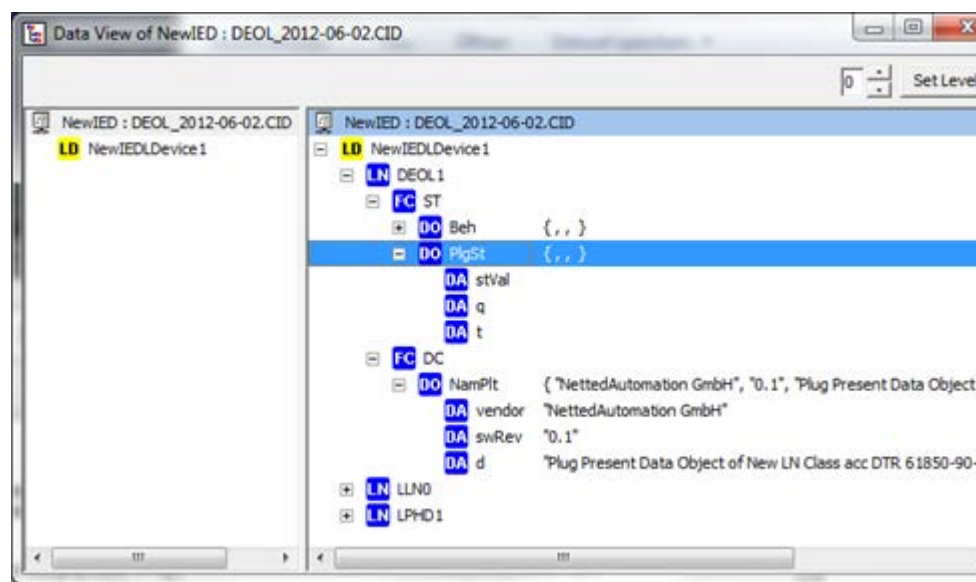 Data View of NewIED : DEOL_2012-06-02.CID
0 Set Level
NewIED : DEOL_2012-06-02.CID
LD NewIEDLDevice1
NewIED : DEOL_2012-06-02.CID
LD NewIEDLDevice1
LN DEOL1
FC ST
DO Beh {,, }
DO PlgSt {,, }
DA stVal
DA q
DA t
FC DC
DO NamPlt { "NettedAutomation GmbH", "0.1", "Plug Present Data Object
DA vendor "NettedAutomation GmbH"
DA swRev "0.1"
DA d "Plug Present Data Object of New LN Class acc DTR 61850-90-
LN LLN0
LN LPHD1